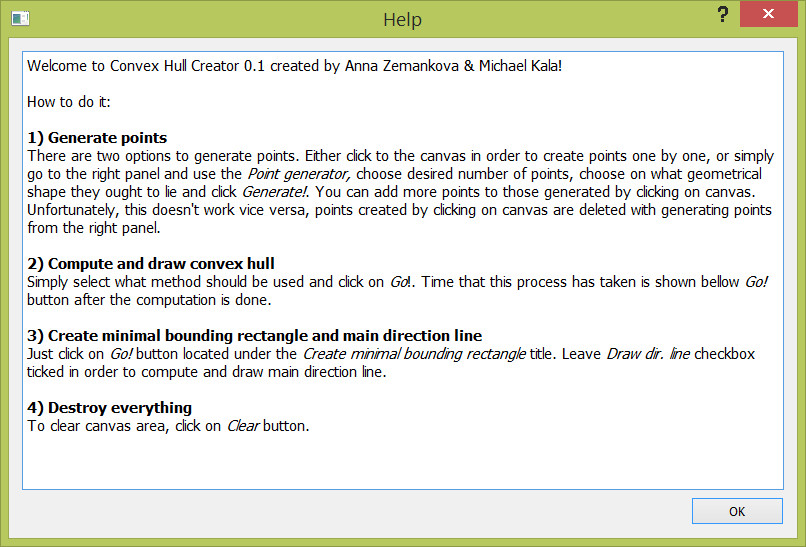 Help
?
Welcome to Convex Hull Creator 0.1 created by Anna Zemankova & Michael Kala!
How to do it:
1) Generate points
There are two options to generate points. Either click to the canvas in order to create points one by one, or simply
go to the right panel and use the Point generator, choose desired number of points, choose on what geometrical
shape they ought to lie and click Generate!. You can add more points to those generated by clicking on canvas.
Unfortunately, this doesn't work vice versa, points created by clicking on canvas are deleted with generating points
from the right panel.
2) Compute and draw convex hull
Simply select what method should be used and click on Go!. Time that this process has taken is shown bellow Go!
button after the computation is done.
3) Create minimal bounding rectangle and main direction line
Just click on Go! button located under the Create minimal bounding rectangle title. Leave Draw dir. line checkbox
ticked in order to compute and draw main direction line.
4) Destroy everything
To clear canvas area, click on Clear button.
OK